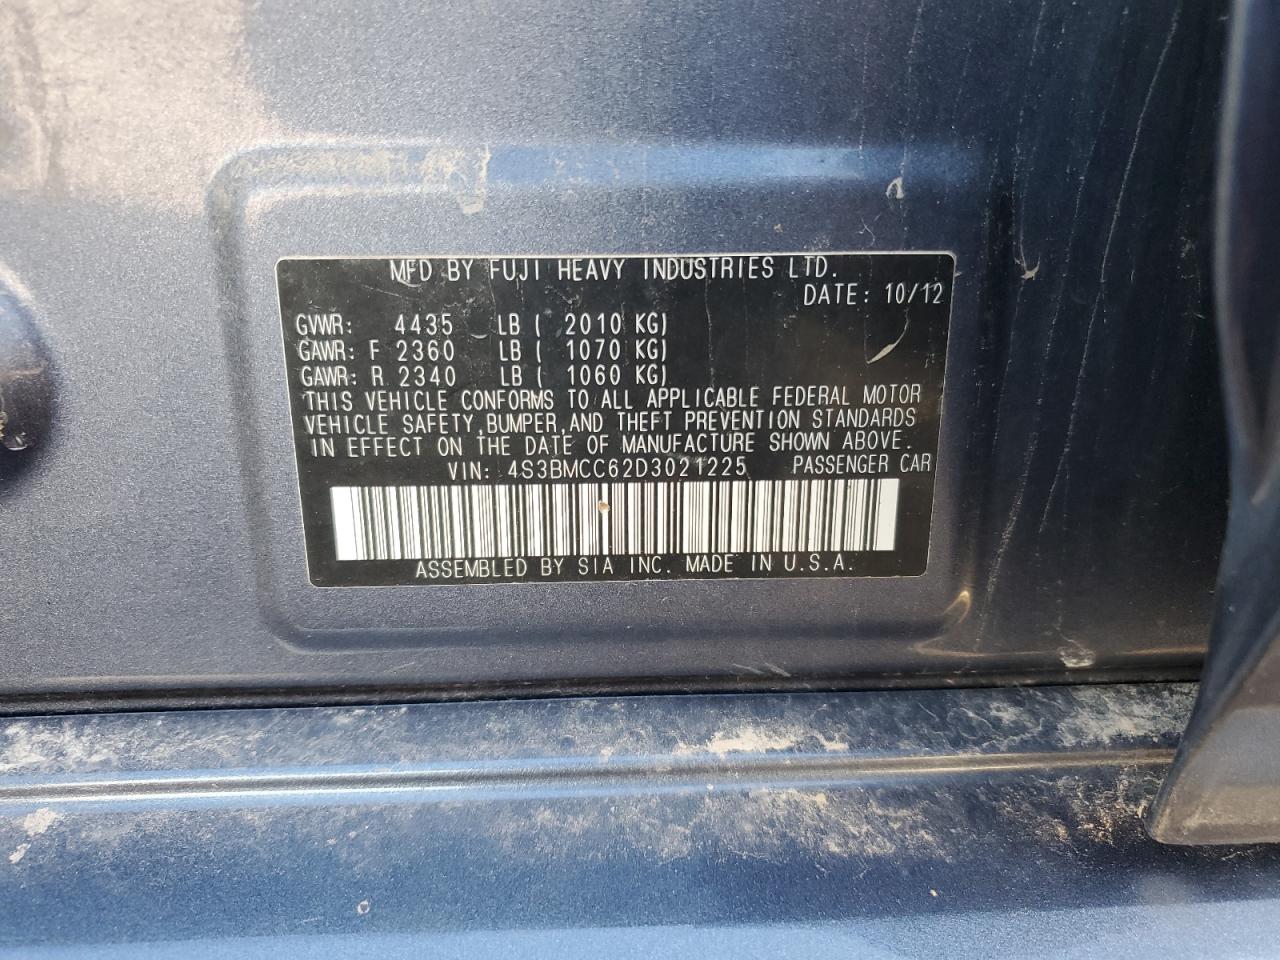 MFD BY FUJI HEAVY INDUSTRIES LTD.
DATE: 10/12
GVWR: 4435 LB ( 2010 KG)
GAWR: F 2360 LB ( 1070 KG)
GAWR: R 2340 LB ( 1060 KG)
THIS VEHICLE CONFORMS TO ALL APPLICABLE FEDERAL MOTOR
VEHICLE SAFETY,BUMPER,AND THEFT PREVENTION STANDARDS
IN EFFECT ON THE DATE OF MANUFACTURE SHOWN ABOVE.
VIN: 4S3BMCC62D3021225 PASSENGER CAR
ASSEMBLED BY SIA INC. MADE IN U.S.A.